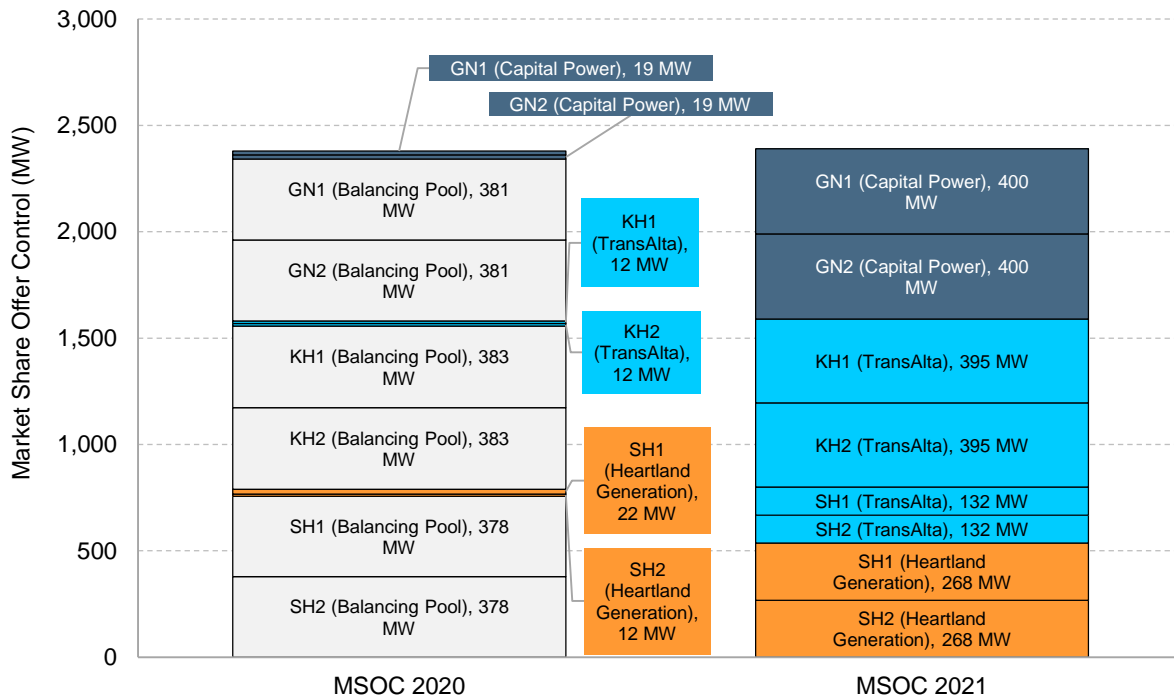 3,000
2,500
2,000
1,500
1,000
500
0
Market Share Offer Control (MW)
GN1 (Capital Power), 19 MW
GN2 (Capital Power), 19 MW
GN1 (Balancing Pool), 381
MW
GN2 (Balancing Pool), 381
MW
KH1 (Balancing Pool), 383
MW
KH2 (Balancing Pool), 383
MW
SH1 (Balancing Pool), 378
MW
SH2 (Balancing Pool), 378
MW
KH1
(TransAlta),
12 MW
KH2
(TransAlta),
12 MW
SH1
(Heartland
Generation),
22 MW
SH2
(Heartland
Generation),
12 MW
GN1 (Capital Power), 400
MW
GN2 (Capital Power), 400
MW
KH1 (TransAlta), 395 MW
KH2 (TransAlta), 395 MW
SH1 (TransAlta), 132 MW
SH2 (TransAlta), 132 MW
SH1 (Heartland
Generation), 268 MW
SH2 (Heartland
Generation), 268 MW
MSOC 2020
MSOC 2021